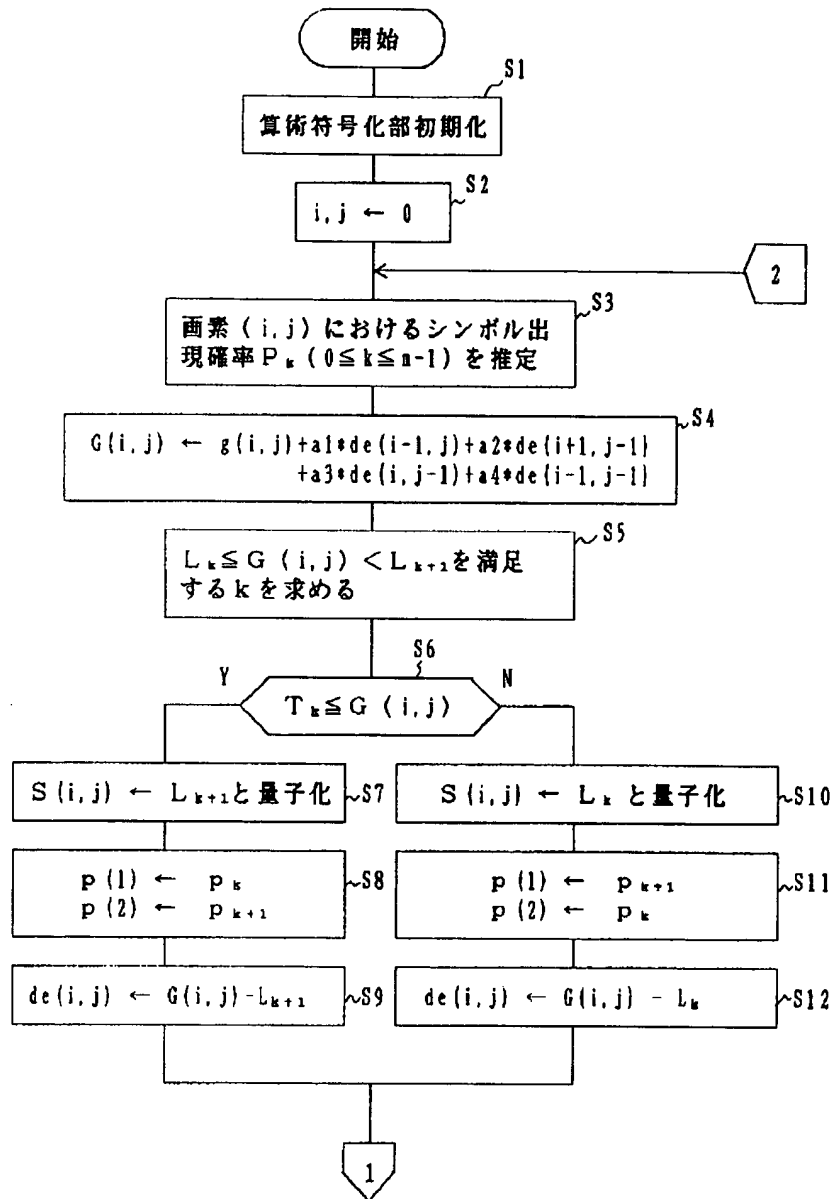 開始
S1
算術符号化部初期化
S2
i,j ← 0
2
S3
画素(i,j)におけるシンボル出
現確率Pk(0≦k≦n-1)を推定
S4
G(i,j) ← g(i,j)+a1*de(i-1,j)+a2*de(i+1,j-1)
+a3*de(i,j-1)+a4*de(i-1,j-1)
S5
Lk≦G(i,j)<Lk+1を満足
するkを求める
S6
Y
N
Tk≦G(i,j)
S(i,j) ← Lk+1と量子化
S7
S(i,j) ← Lkと量子化
S10
p(1) ← pk
p(2) ← pk+1
S8
p(1) ← pk+1
p(2) ← pk
S11
de(i,j) ← G(i,j)-Lk+1
S9
de(i,j) ← G(i,j) - Lk
S12
1